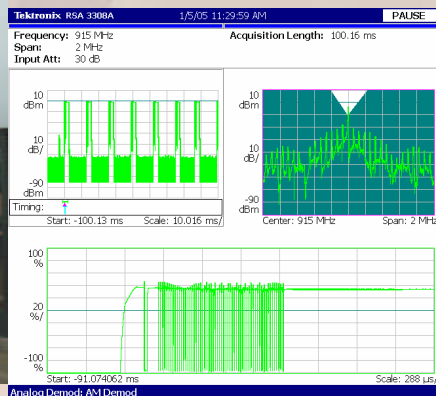 Tektronix RSA 3308A 1/5/05 11:29:59 AM PAUSE
Frequency: 915 MHz Acquisition Length: 100.16 ms
Span: 2 MHz
Input Att: 30 dB
10
dBm
10
dB/
-90
dBm
Timing:
Start: -100.13 ms Scale: 10.016 ms/
10
dBm
10
dB/
-90
dBm
Center: 915 MHz Span: 2 MHz
100
%
20
%/
-100
%
Start: -91.074062 ms Scale: 288 µs/
Analog Demod: AM Demod